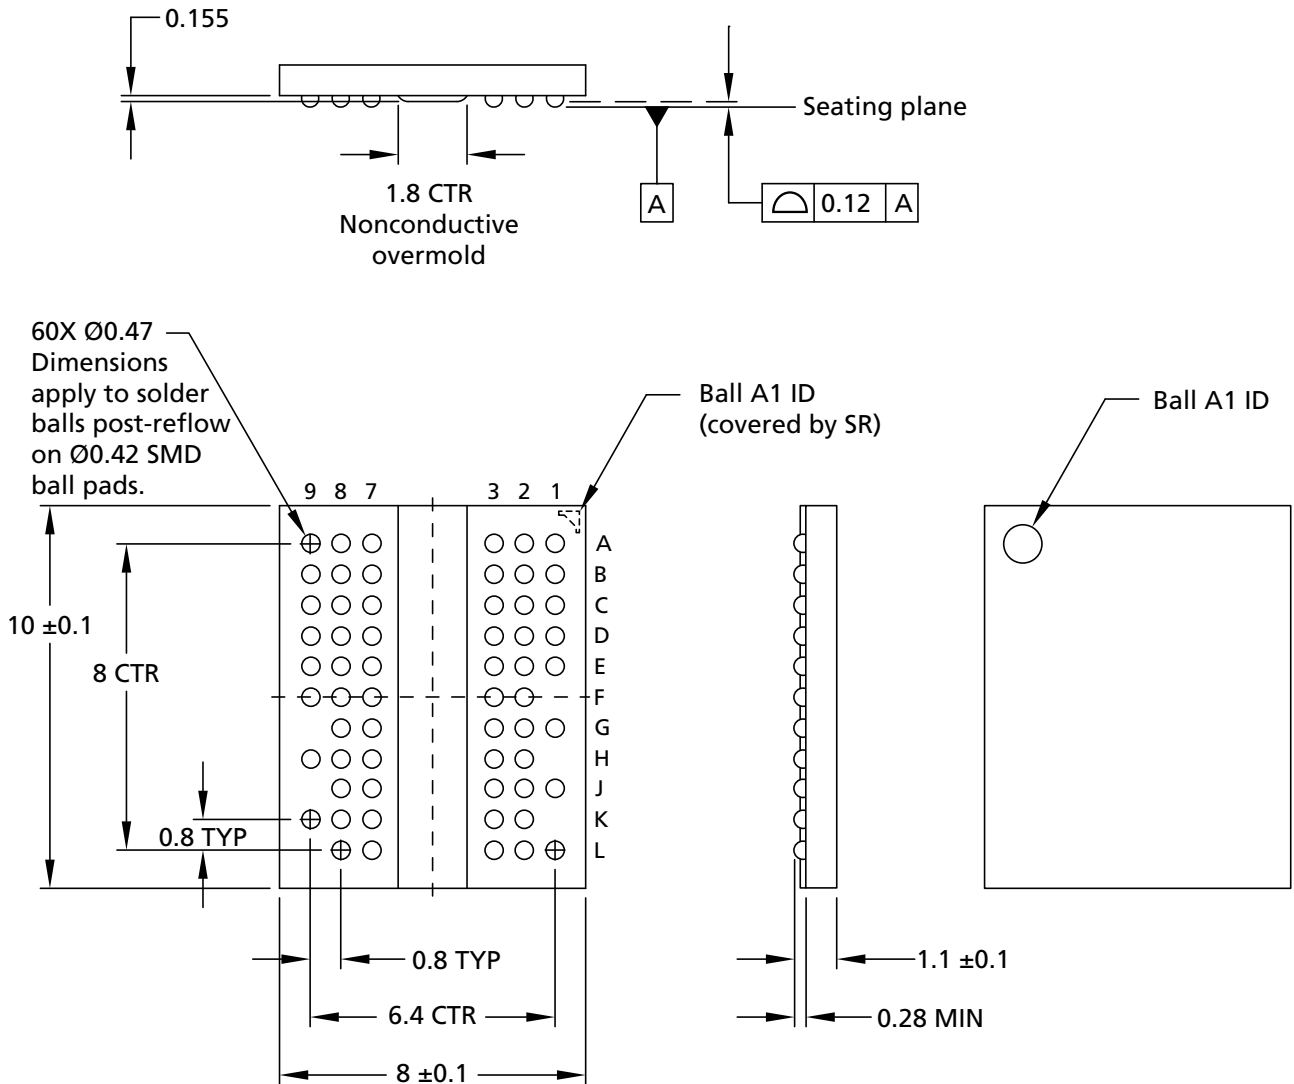 0.155
Seating plane
1.8 CTR
Nonconductive
overmold
A
0.12 A
60X Ø0.47
Dimensions
apply to solder
balls post-reflow
on Ø0.42 SMD
ball pads.
Ball A1 ID
(covered by SR)
Ball A1 ID
9 8 7 3 2 1
A
B
C
D
E
F
G
H
J
K
L
10 ±0.1
8 CTR
0.8 TYP
0.8 TYP
6.4 CTR
8 ±0.1
1.1 ±0.1
0.28 MIN